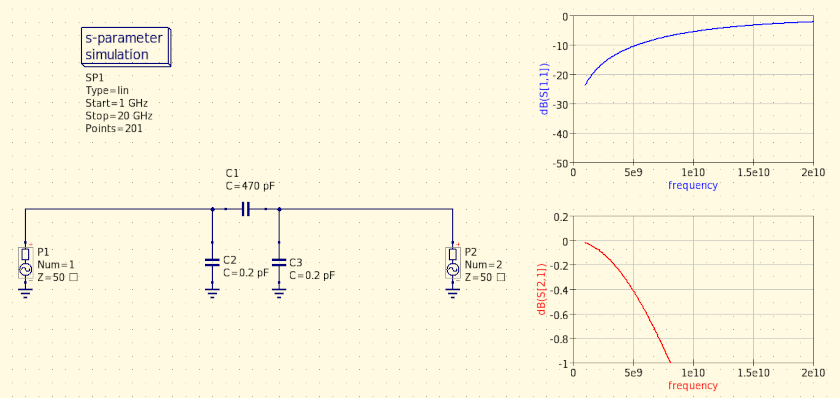 s-parameter
simulation
SP1
Type=lin
Start=1 GHz
Stop=20 GHz
Points=201
C1
C=470 pF
P1
Num=1
Z=50 □
C2
C=0.2 pF
C3
C=0.2 pF
P2
Num=2
Z=50 □
dB(S[1,1])
0
-10
-20
-30
-40
-50
0
5e9
1e10
1.5e10
2e10
frequency
dB(S[2,1])
0.2
0
-0.2
-0.4
-0.6
-0.8
-1
0
5e9
1e10
1.5e10
2e10
frequency